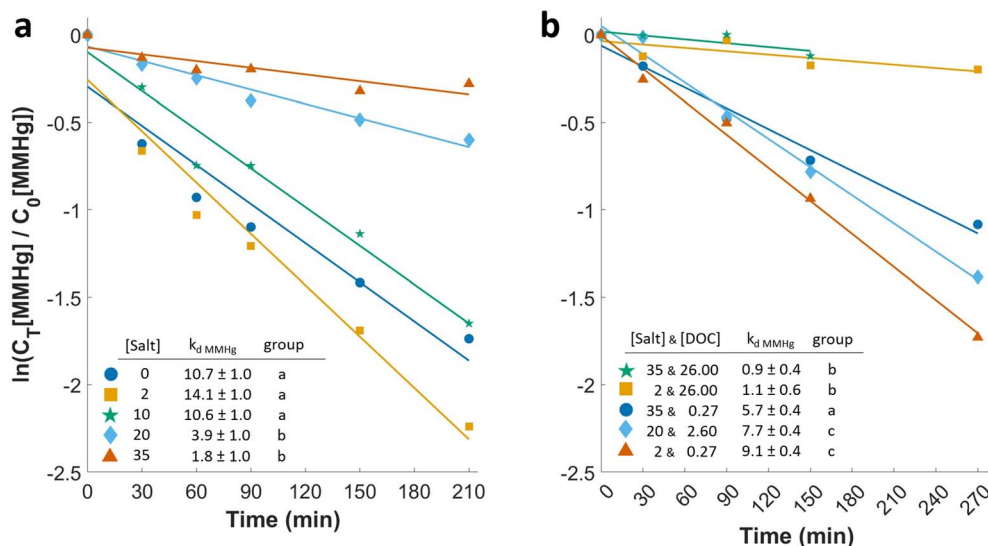 a
ln(C_T[MMHg] / C_0[MMHg])
0
-0.5
-1
-1.5
-2
-2.5
[Salt] k_d MMHg group
0 10.7 ± 1.0 a
2 14.1 ± 1.0 a
10 10.6 ± 1.0 a
20 3.9 ± 1.0 b
35 1.8 ± 1.0 b
0 30 60 90 120 150 180 210
Time (min)
b
0
-0.5
-1
-1.5
-2
-2.5
[Salt] & [DOC] k_d MMHg group
35 & 26.00 0.9 ± 0.4 b
2 & 26.00 1.1 ± 0.6 b
35 & 0.27 5.7 ± 0.4 a
20 & 2.60 7.7 ± 0.4 c
2 & 0.27 9.1 ± 0.4 c
0 30 60 90 120 150 180 210 240 270
Time (min)